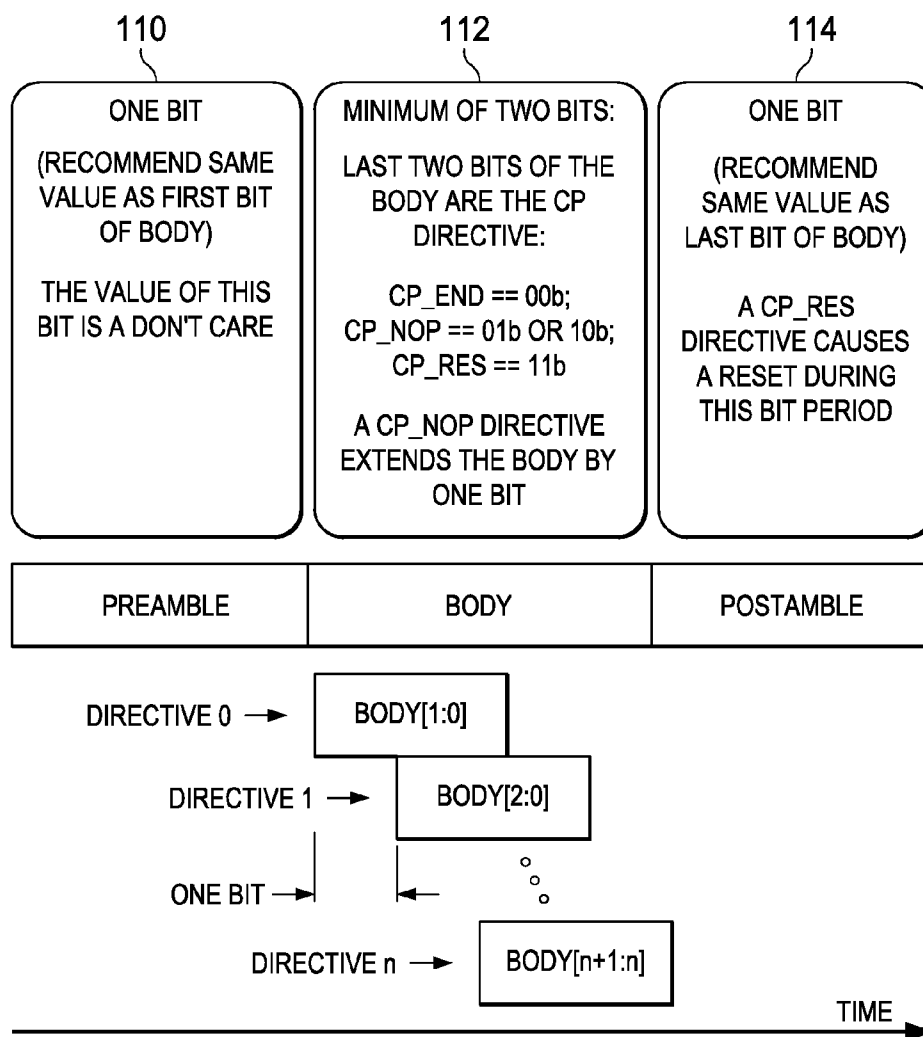 110
112
114
ONE BIT
(RECOMMEND SAME
VALUE AS FIRST BIT
OF BODY)
THE VALUE OF THIS
BIT IS A DON'T CARE
MINIMUM OF TWO BITS:
LAST TWO BITS OF THE
BODY ARE THE CP
DIRECTIVE:
CP_END == 00b;
CP_NOP == 01b OR 10b;
CP_RES == 11b
A CP_NOP DIRECTIVE
EXTENDS THE BODY BY
ONE BIT
ONE BIT
(RECOMMEND
SAME VALUE AS
LAST BIT OF BODY)
A CP_RES
DIRECTIVE CAUSES
A RESET DURING
THIS BIT PERIOD
PREAMBLE
BODY
POSTAMBLE
DIRECTIVE 0
BODY[1:0]
DIRECTIVE 1
BODY[2:0]
ONE BIT
DIRECTIVE n
BODY[n+1:n]
TIME